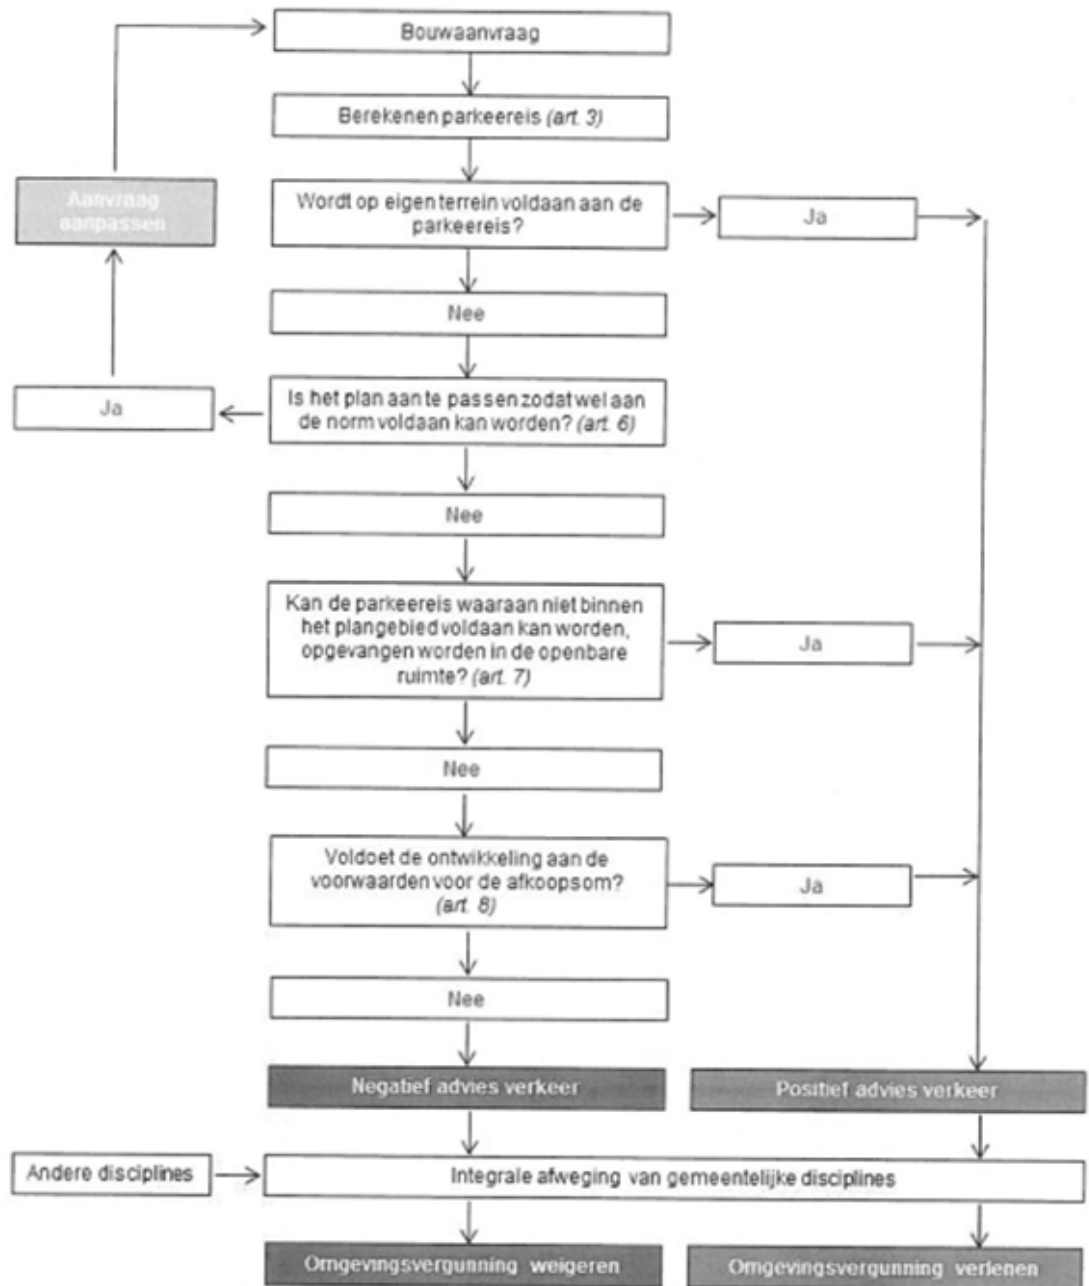 Bouwaanvraag
Berekenen parkeereis (art. 3)
Aanvraag
aanpassen
Wordt op eigen terrein voldaan aan de
parkeereis?
Ja
Nee
Ja
Is het plan aan te passen zodat wel aan
de norm voldaan kan worden? (art. 6)
Nee
Kan de parkeereis waaraan niet binnen
het plangebied voldaan kan worden,
opgevangen worden in de openbare
ruimte? (art. 7)
Ja
Nee
Voldoet de ontwikkeling aan de
voorwaarden voor de afkoopsom?
(art. 8)
Ja
Nee
Negatief advies verkeer
Positief advies verkeer
Andere disciplines
Integrale afweging van gemeentelijke disciplines
Omgevingsvergunning weigeren
Omgevingsvergunning verlenen